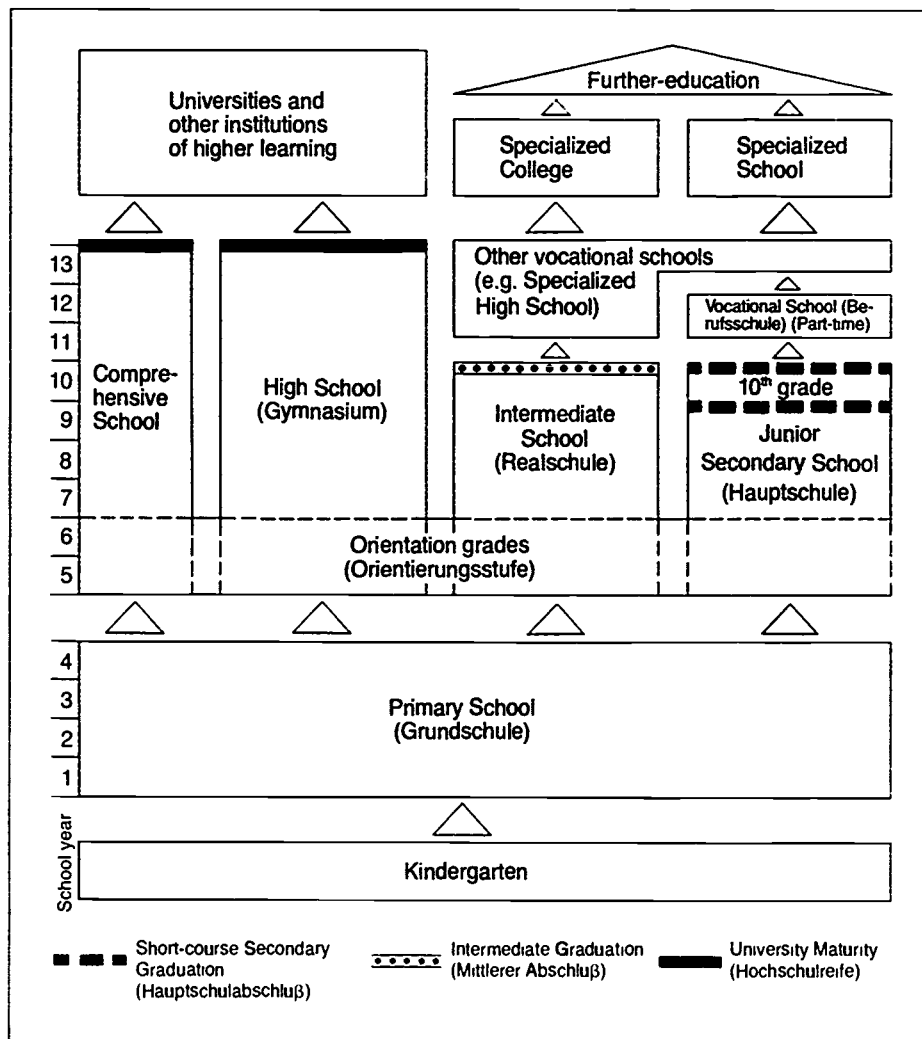 Universities and
other institutions
of higher learning
Further-education
Specialized
College
Specialized
School
13
12
11
10
9
8
7
6
5
4
3
2
1
School year
Compre-
hensive
School
High School
(Gymnasium)
Other vocational schools
(e.g. Specialized
High School)
Vocational School (Be-
rufsschule) (Part-time)
Intermediate
School
(Realschule)
10th grade
Junior
Secondary School
(Hauptschule)
Orientation grades
(Orientierungsstufe)
Primary School
(Grundschule)
Kindergarten
Short-course Secondary
Graduation
(Hauptschulabschluß)
Intermediate Graduation
(Mittlerer Abschluß)
University Maturity
(Hochschulreife)